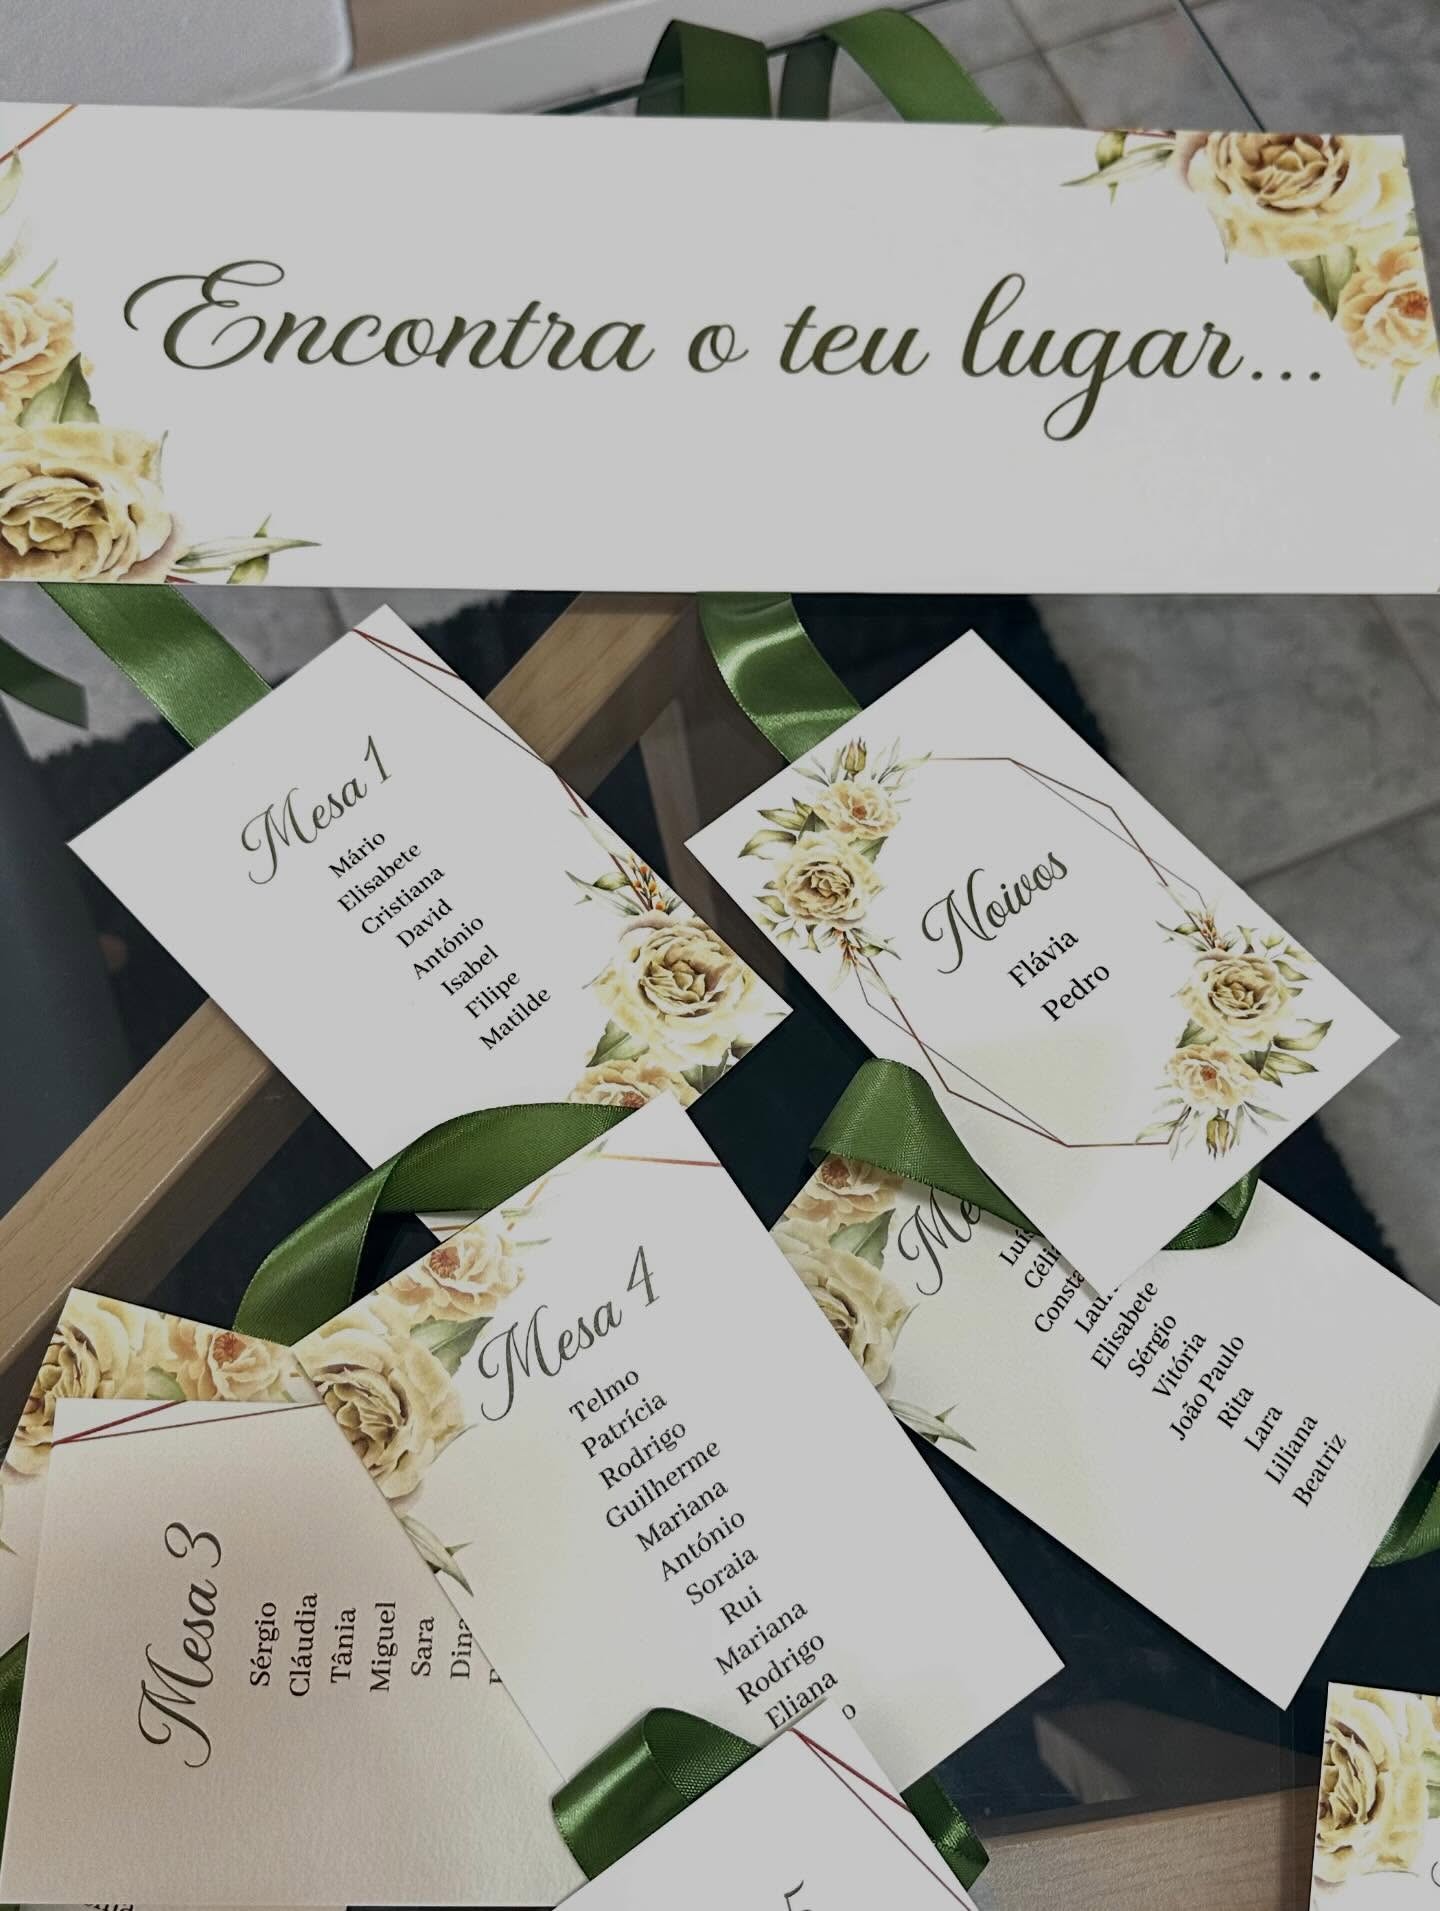 Encontra o teu lugar...
Mesa 1
Mário
Elisabete
Cristiana
David
António
Isabel
Filipe
Matilde
Noivos
Flávia
Pedro
Luís
Elisabete
Sérgio
Vitória
João Paulo
Rita
Lara
Liliana
Beatriz
Mesa 4
Telmo
Patrícia
Rodrigo
Guilherme
Mariana
António
Soraia
Rui
Mariana
Rodrigo
Eliana
Mesa 3
Sérgio
Cláudia
Tânia
Miguel
Sara
5